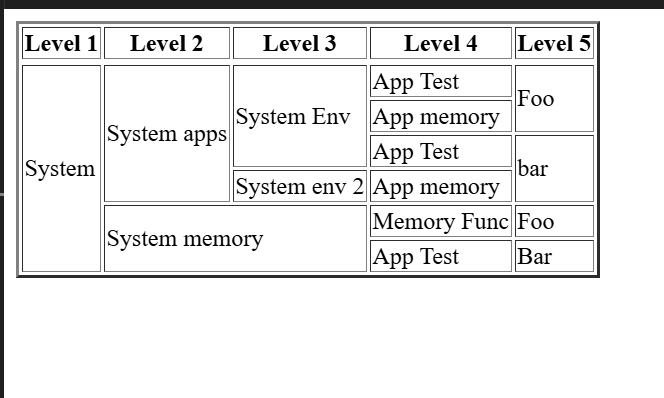 Level 1 Level 2 Level 3 Level 4 Level 5
App Test
Foo
System Env App memory
System apps
App Test
System bar
System env 2 App memory
Memory Func Foo
System memory
App Test Bar